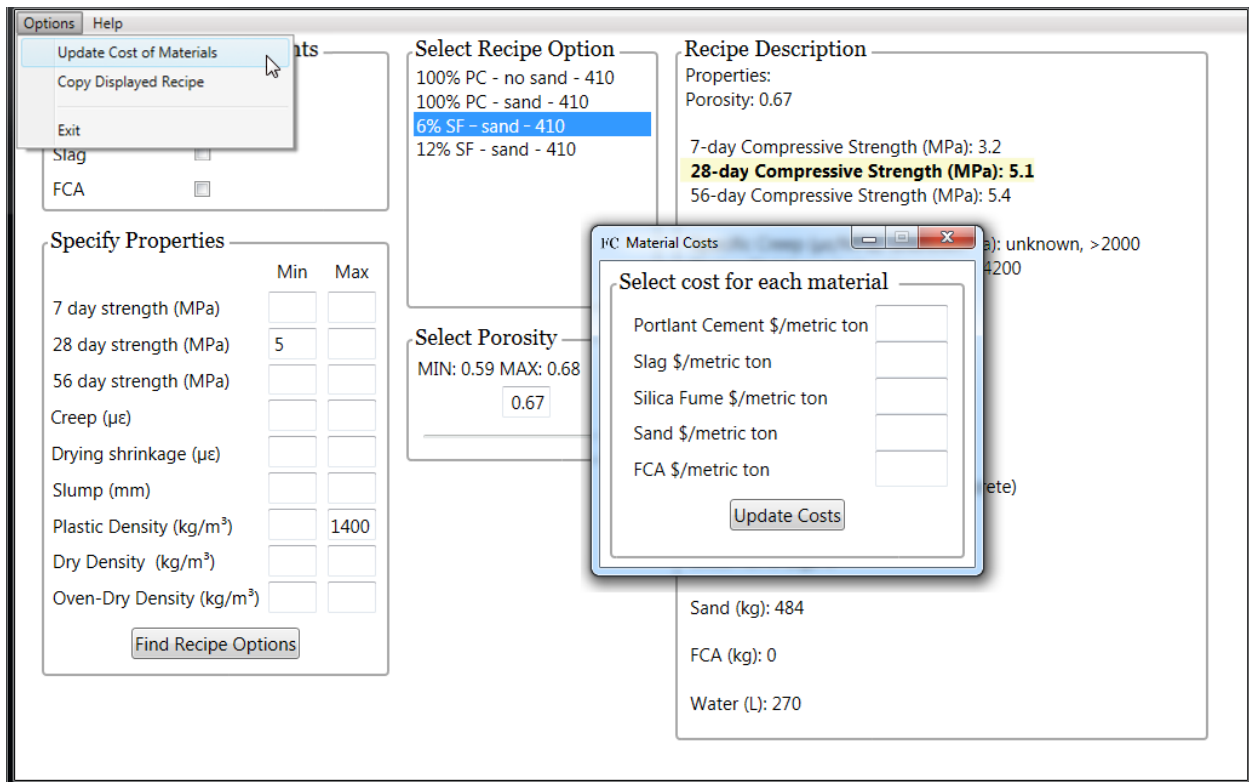 Options Help
Update Cost of Materials
Copy Displayed Recipe
Exit
nts
Slag
FCA
Specify Properties
Min Max
7 day strength (MPa)
28 day strength (MPa) 5
56 day strength (MPa)
Creep (µε)
Drying shrinkage (µε)
Slump (mm)
Plastic Density (kg/m³) 1400
Dry Density (kg/m³)
Oven-Dry Density (kg/m³)
Find Recipe Options
Select Recipe Option
100% PC - no sand - 410
100% PC - sand - 410
6% SF - sand - 410
12% SF - sand - 410
Select Porosity
MIN: 0.59 MAX: 0.68
0.67
Recipe Description
Properties:
Porosity: 0.67
7-day Compressive Strength (MPa): 3.2
28-day Compressive Strength (MPa): 5.1
56-day Compressive Strength (MPa): 5.4
a): unknown, >2000
4200
rete)
Sand (kg): 484
FCA (kg): 0
Water (L): 270
FC Material Costs
Select cost for each material
Portlant Cement $/metric ton
Slag $/metric ton
Silica Fume $/metric ton
Sand $/metric ton
FCA $/metric ton
Update Costs